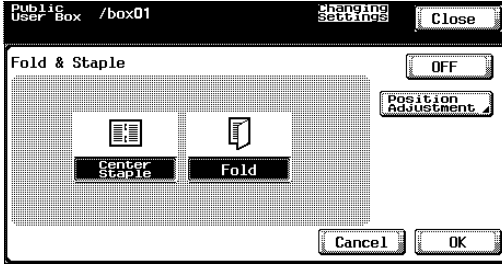 Public
User Box /box01
Changing
Settings
Close
Fold & Staple
OFF
Position
Adjustment
Center
Staple
Fold
Cancel
OK